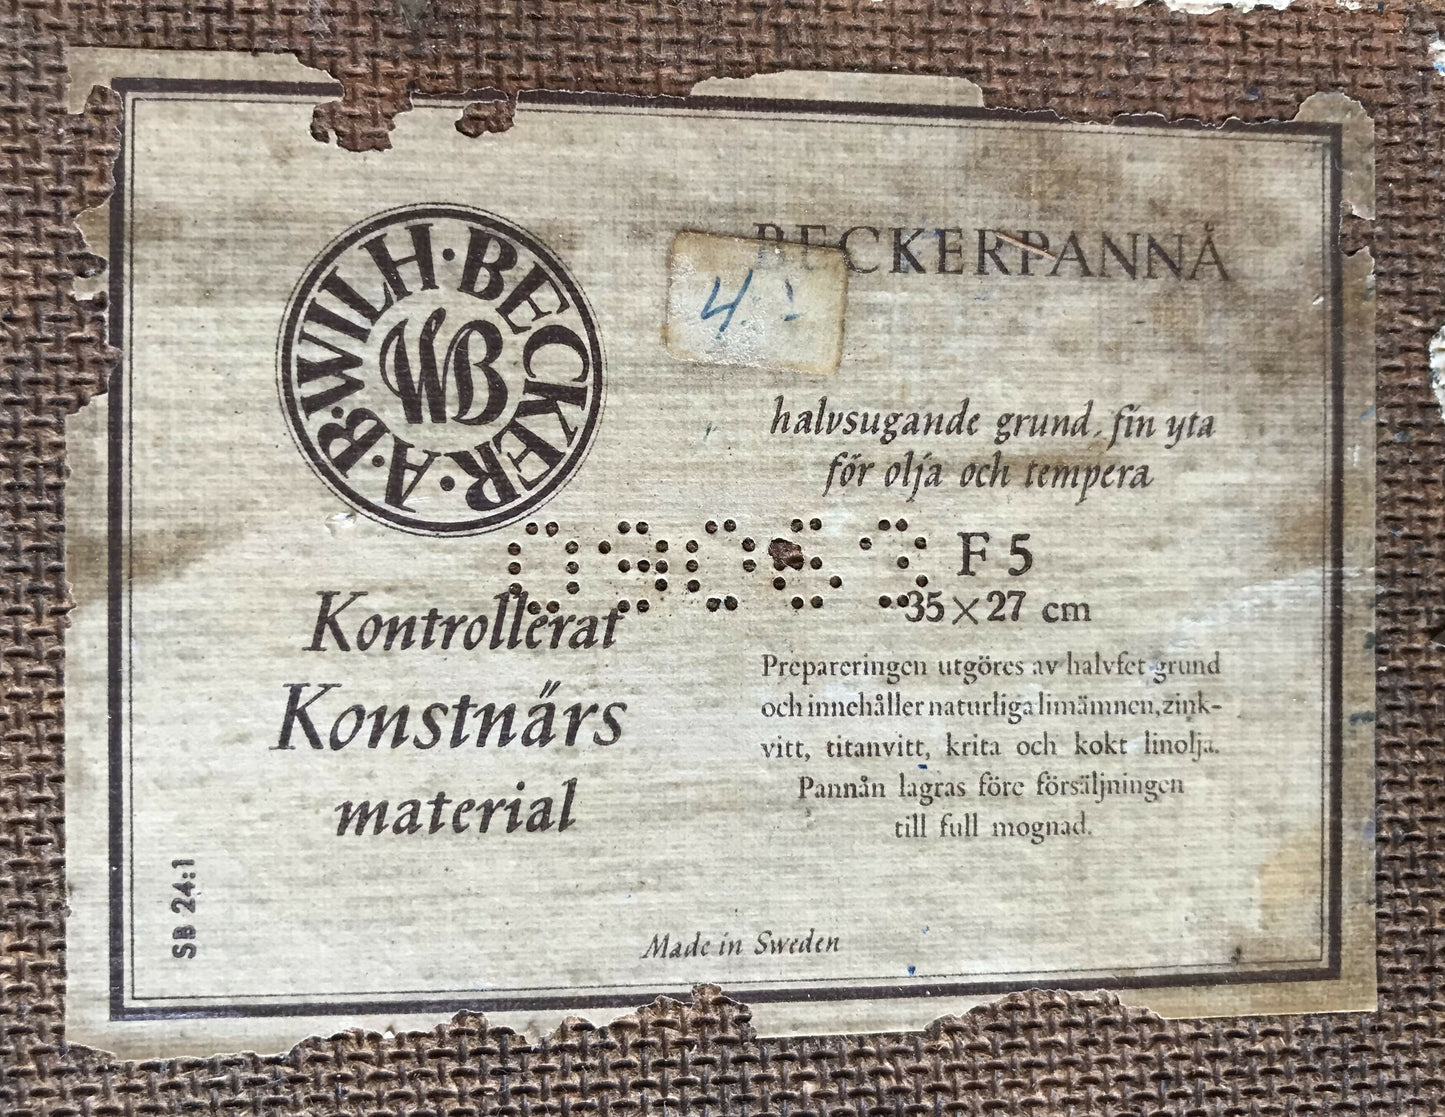 A.B. WILH. BECKER.
WB
BECKERPANNÅ
4.
halvsugande grund, fin yta
för olja och tempera
09063
F 5
35 × 27 cm
Kontrollerat
Konstnärs
material
Prepareringen utgöres av halvfet grund
och innehåller naturliga limämnen, zink-
vitt, titanvitt, krita och kokt linolja.
Pannån lagras före försäljningen
till full mognad.
SB 24:1
Made in Sweden